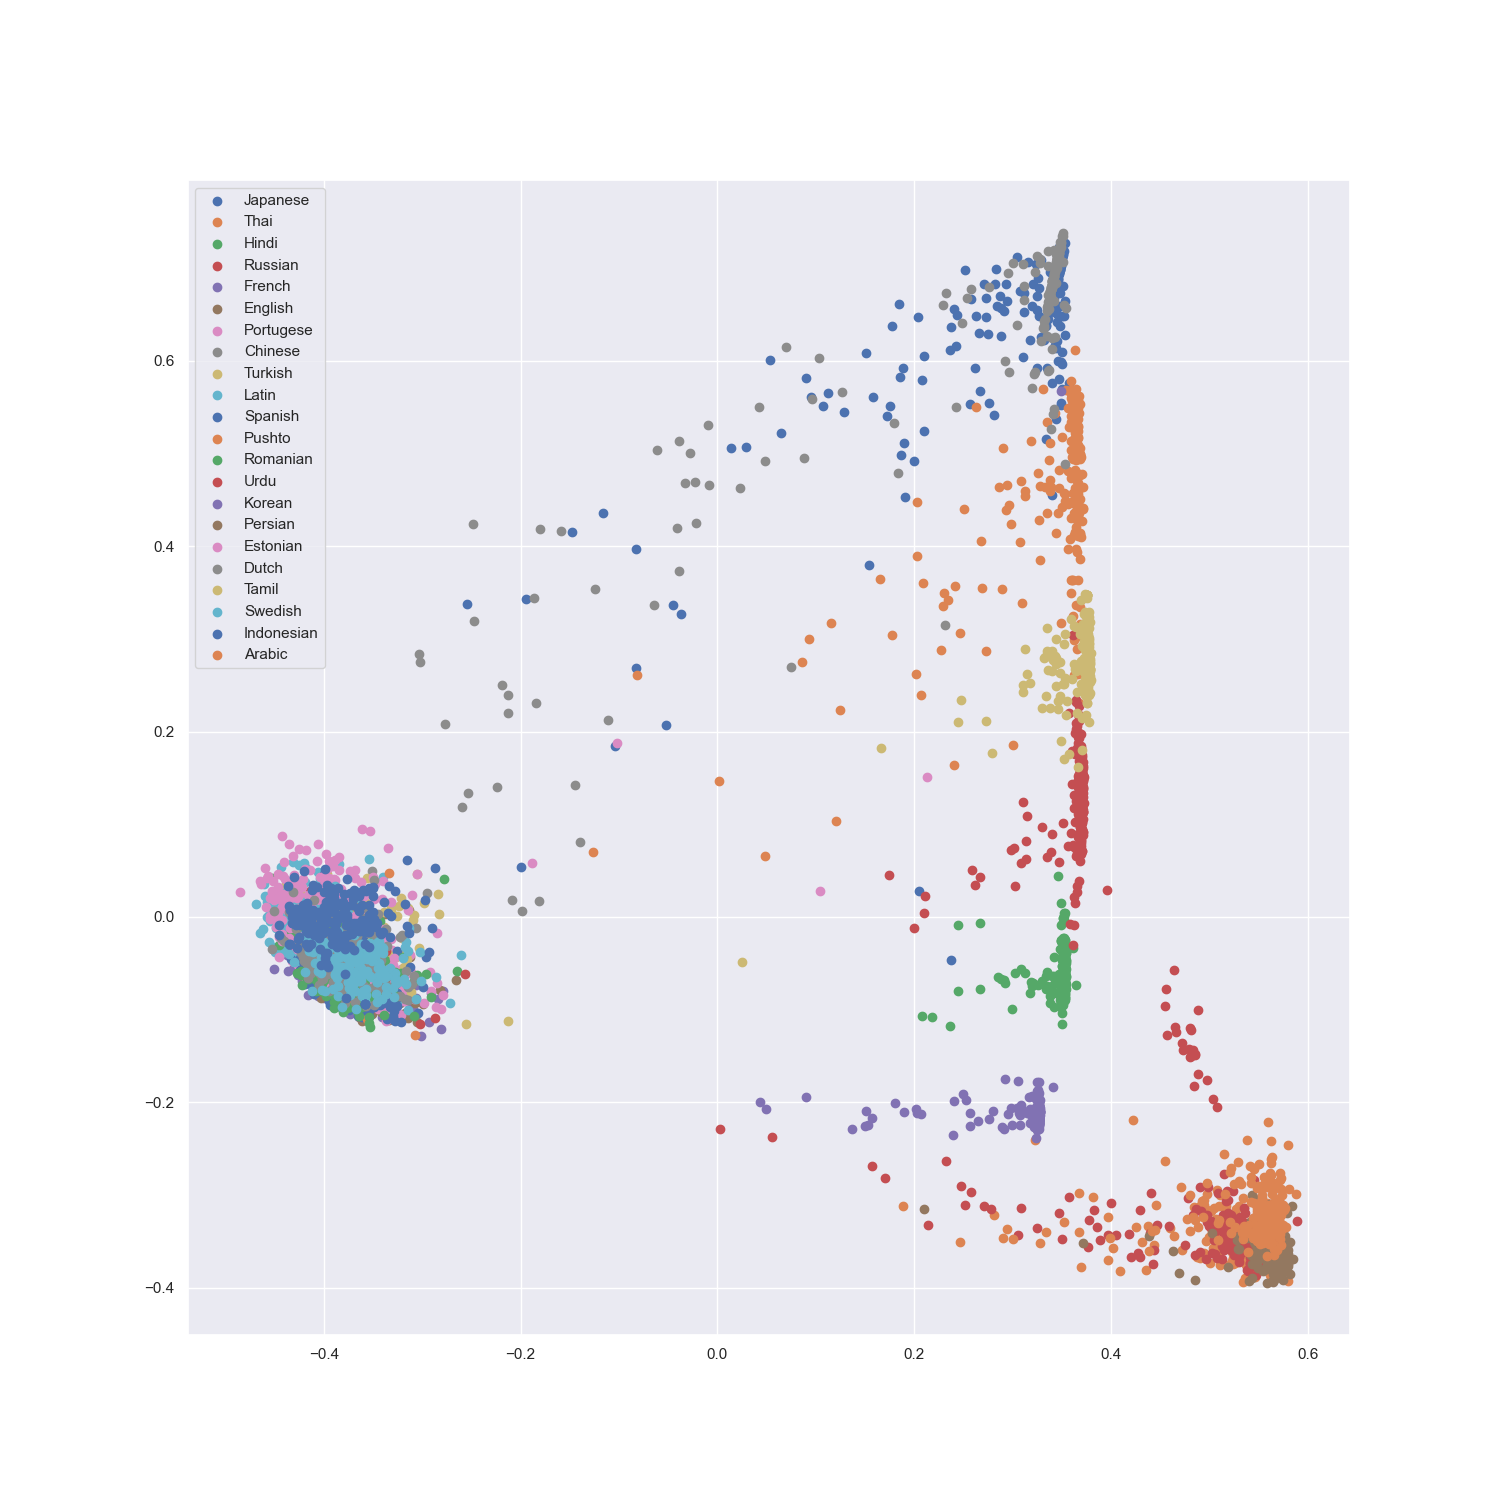 Japanese
Thai
Hindi
Russian
French
English
Portugese
Chinese
Turkish
Latin
Spanish
Pushto
Romanian
Urdu
Korean
Persian
Estonian
Dutch
Tamil
Swedish
Indonesian
Arabic
0.6
0.4
0.2
0.0
−0.2
−0.4
−0.4 −0.2 0.0 0.2 0.4 0.6